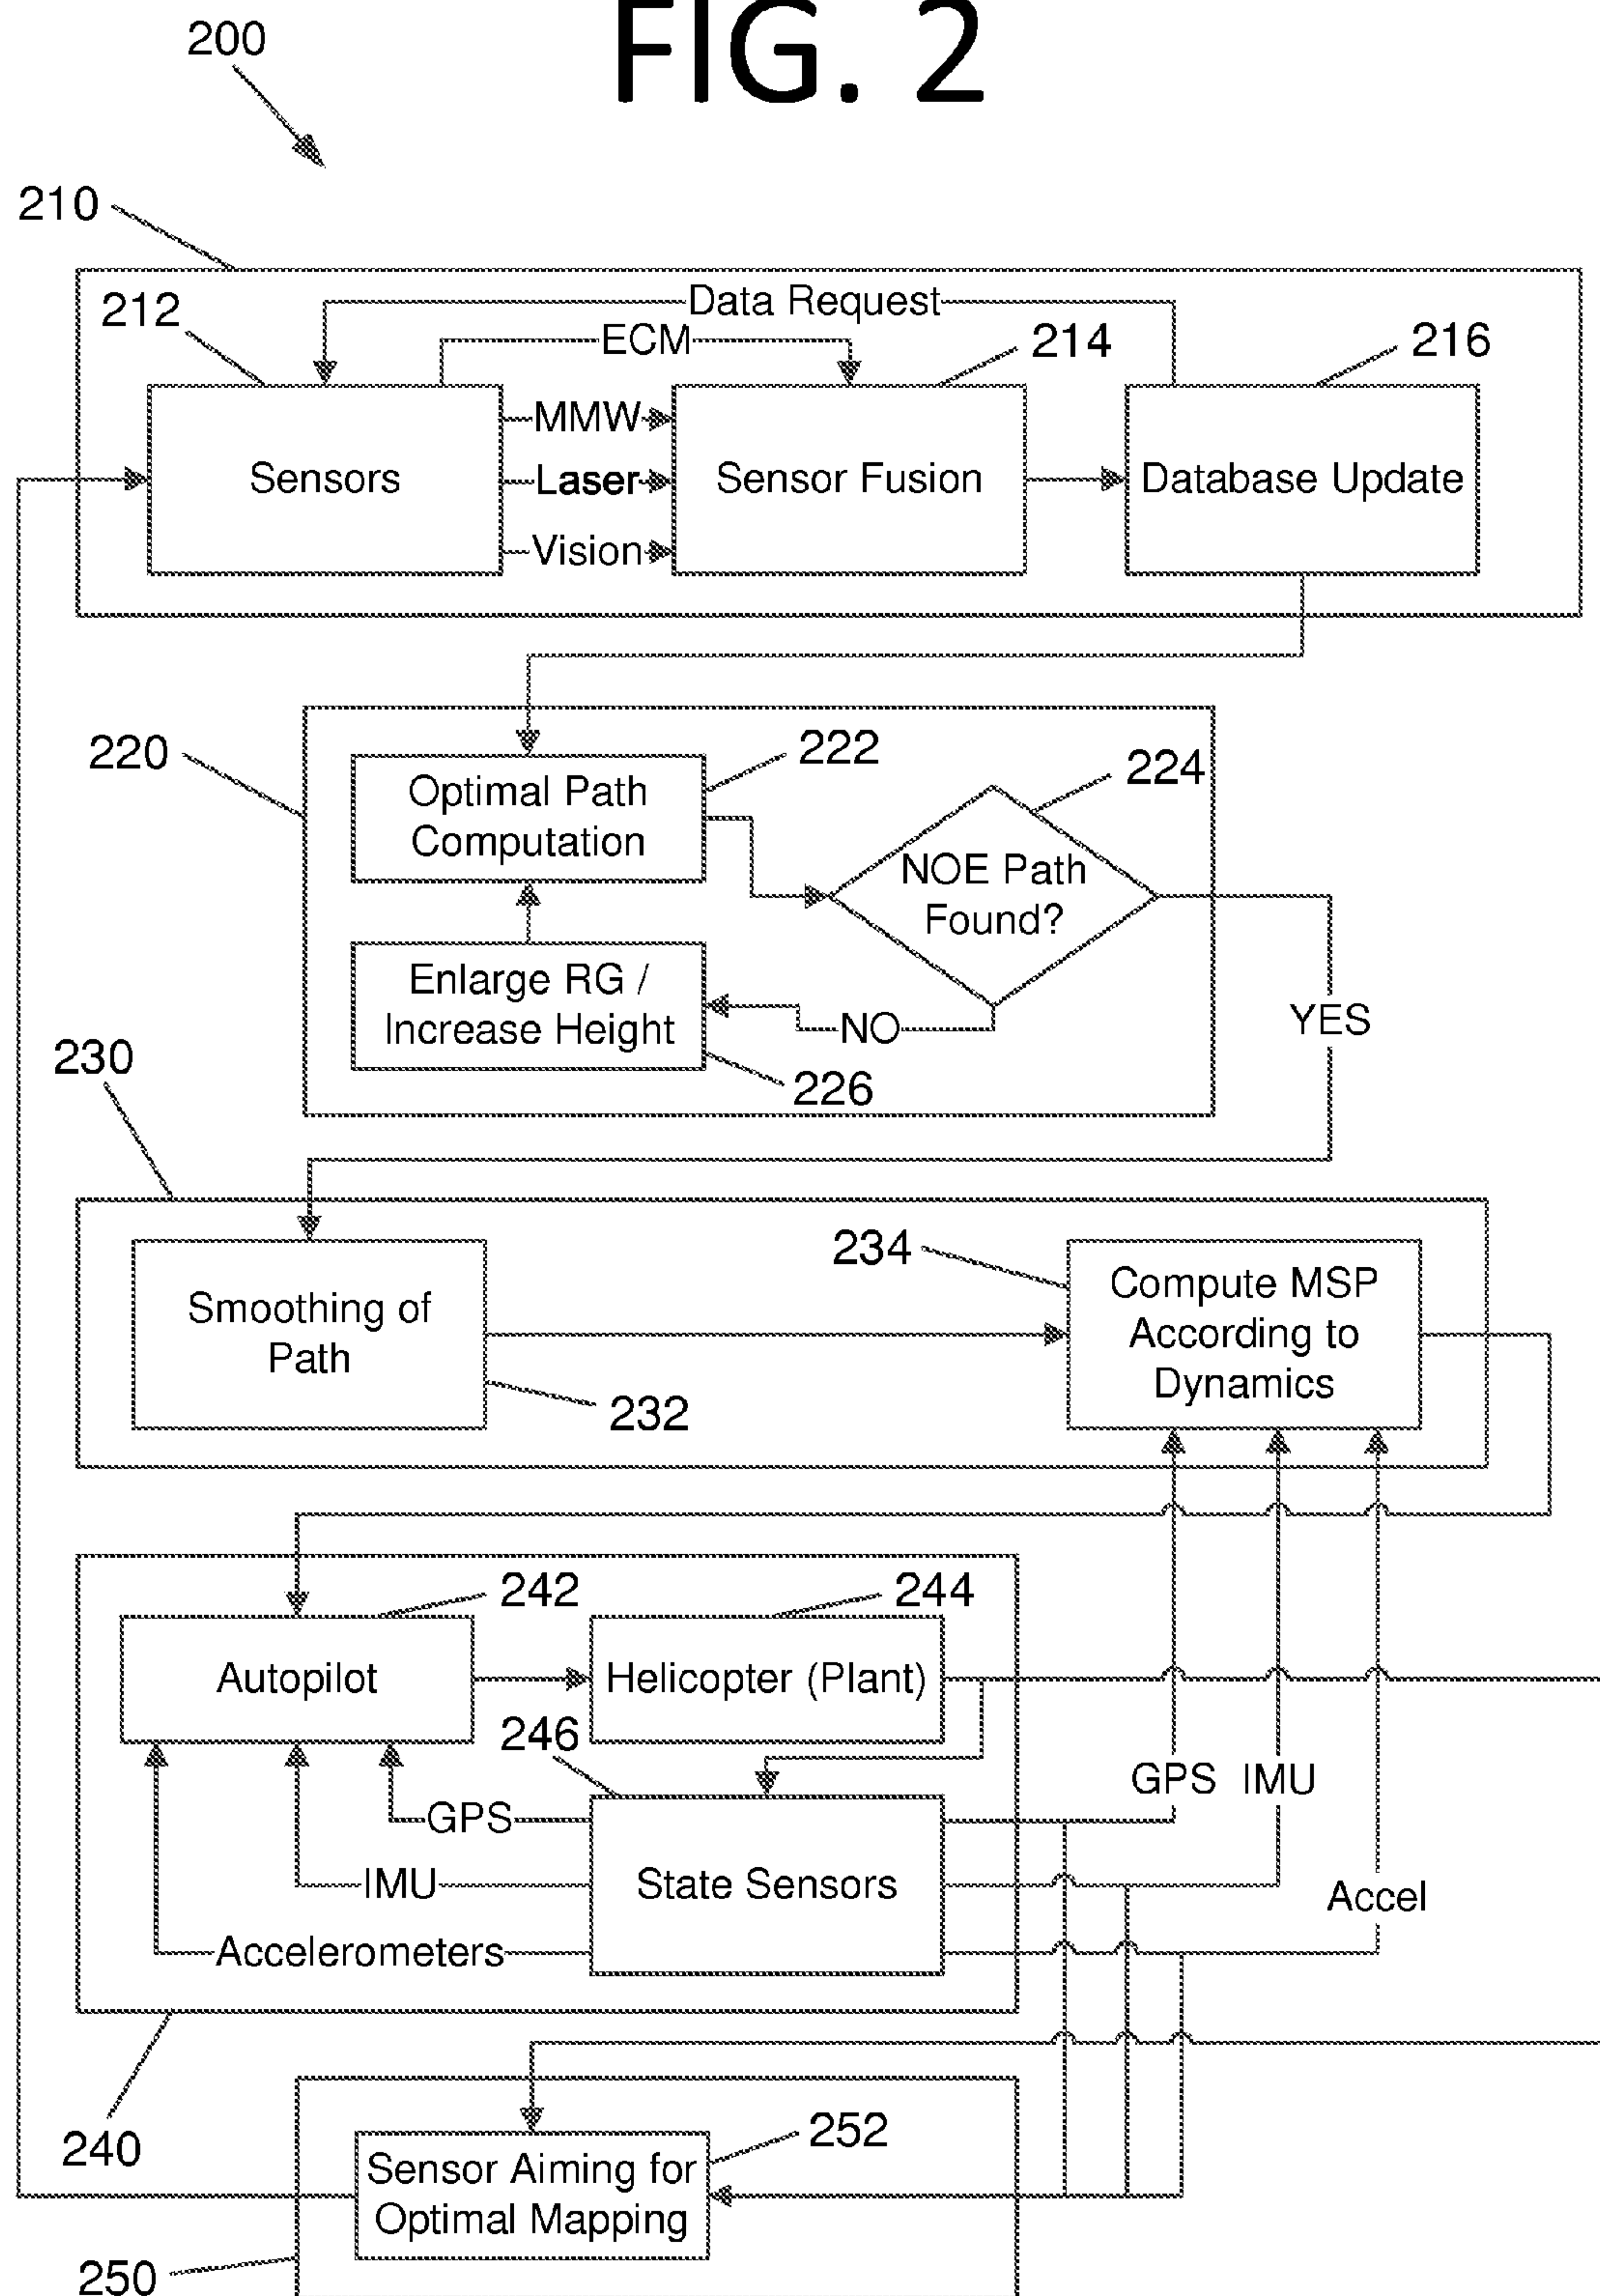 FIG. 2
200
210
212
Data Request
ECM
214
216
MMW
Sensors
Laser
Sensor Fusion
Database Update
Vision
220
222
224
Optimal Path
Computation
NOE Path
Found?
Enlarge RG /
Increase Height
NO
YES
226
230
234
Smoothing of
Path
Compute MSP
According to
Dynamics
232
242
244
Autopilot
Helicopter (Plant)
246
GPS
IMU
GPS
IMU
State Sensors
Accel
Accelerometers
240
252
Sensor Aiming for
Optimal Mapping
250